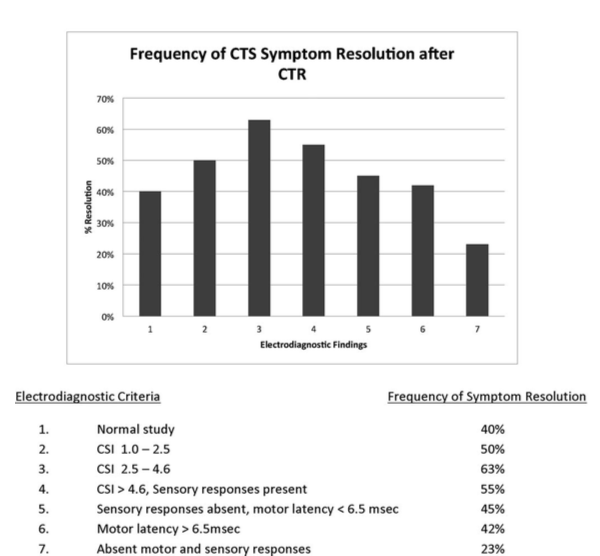 Frequency of CTS Symptom Resolution after
CTR
70%
60%
50%
40%
30%
20%
10%
0%
% Resolution
1 2 3 4 5 6 7
Electrodiagnostic Findings
Electrodiagnostic Criteria Frequency of Symptom Resolution
1. Normal study 40%
2. CSI 1.0 – 2.5 50%
3. CSI 2.5 – 4.6 63%
4. CSI > 4.6, Sensory responses present 55%
5. Sensory responses absent, motor latency < 6.5 msec 45%
6. Motor latency > 6.5msec 42%
7. Absent motor and sensory responses 23%